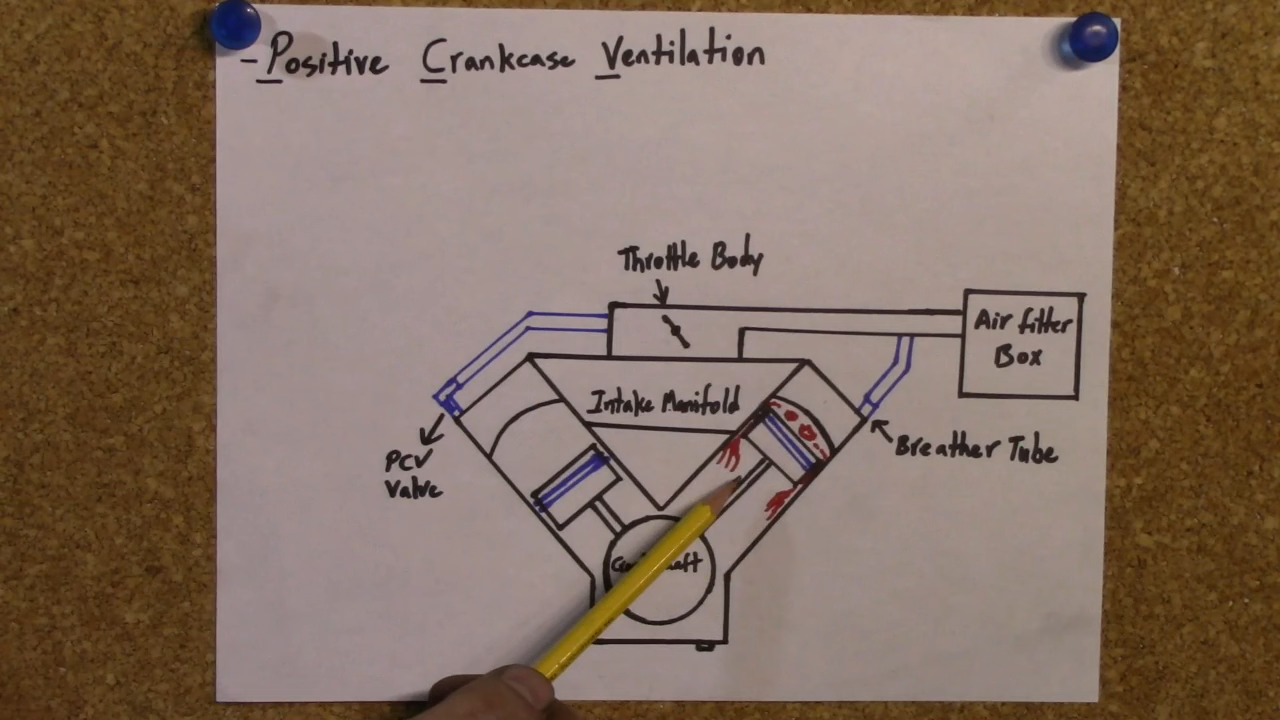 - Positive Crankcase Ventilation
Throttle Body
Air filter
Box
Intake Manifold
Breather Tube
PCV
Valve